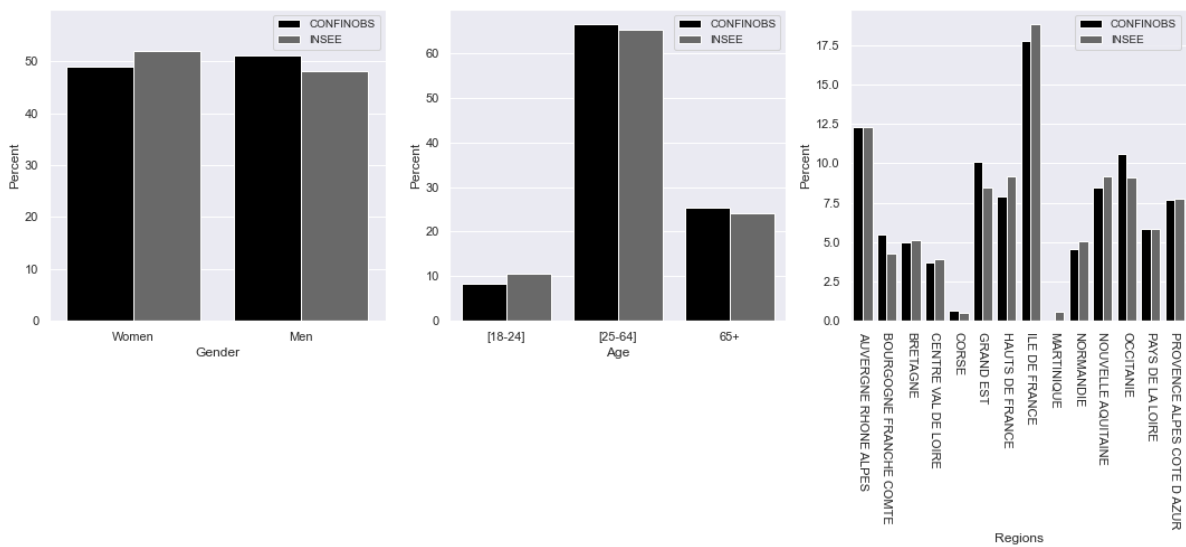 CONFINOBS
INSEE
50
40
30
20
10
0
Percent
Women
Men
Gender
CONFINOBS
INSEE
60
50
40
30
20
10
0
Percent
[18-24]
[25-64]
65+
Age
CONFINOBS
INSEE
17.5
15.0
12.5
10.0
7.5
5.0
2.5
0.0
Percent
AUVERGNE RHONE ALPES
BOURGOGNE FRANCHE COMTE
BRETAGNE
CENTRE VAL DE LOIRE
CORSE
GRAND EST
HAUTS DE FRANCE
ILE DE FRANCE
MARTINIQUE
NORMANDIE
NOUVELLE AQUITAINE
OCCITANIE
PAYS DE LA LOIRE
PROVENCE ALPES COTE D AZUR
Regions